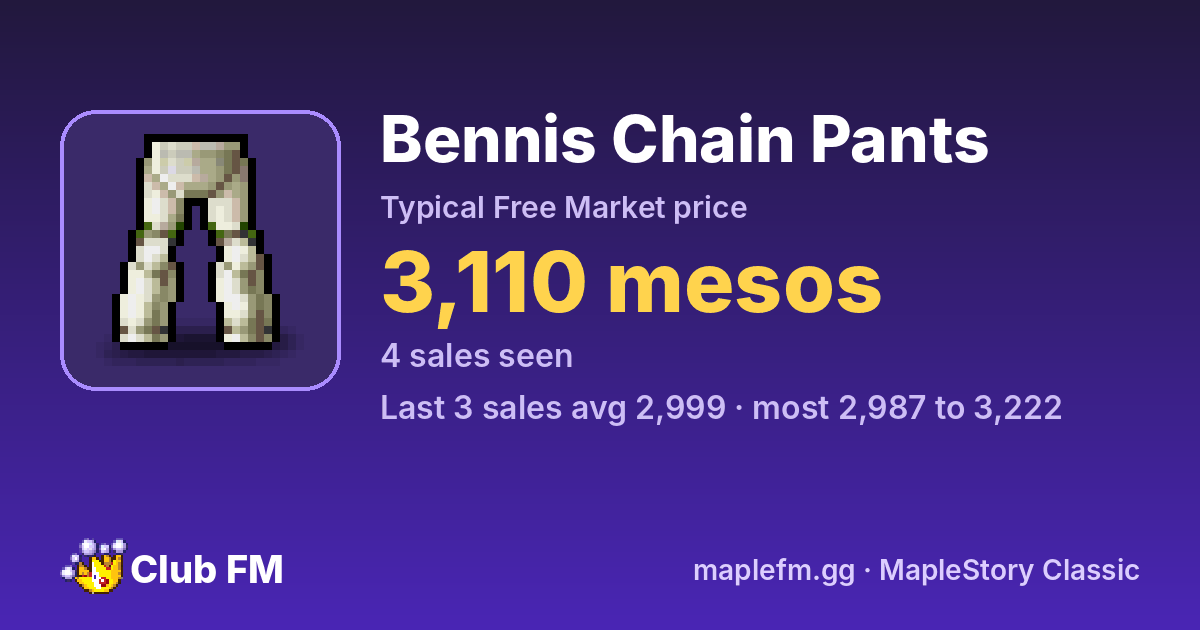 Bennis Chain Pants
Typical Free Market price
3,110 mesos
4 sales seen
Last 3 sales avg 2,999 · most 2,987 to 3,222
Club FM
maplefm.gg · MapleStory Classic